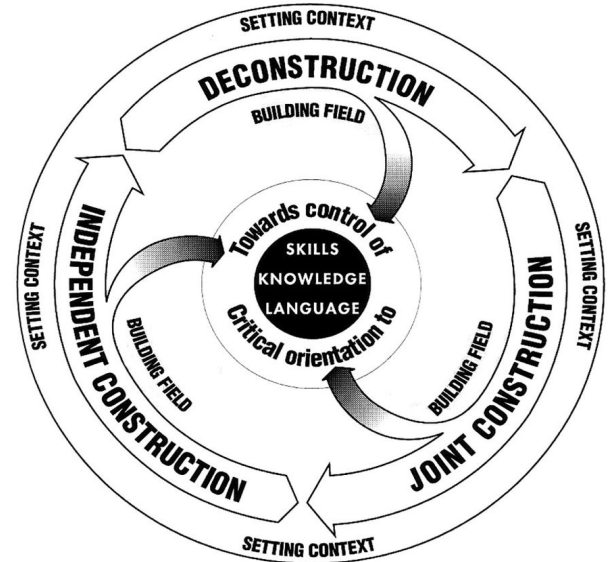 SETTING CONTEXT
DECONSTRUCTION
BUILDING FIELD
Towards control of
SKILLS
KNOWLEDGE
LANGUAGE
Critical orientation to
SETTING CONTEXT
INDEPENDENT CONSTRUCTION
BUILDING FIELD
BUILDING FIELD
JOINT CONSTRUCTION
SETTING CONTEXT
SETTING CONTEXT